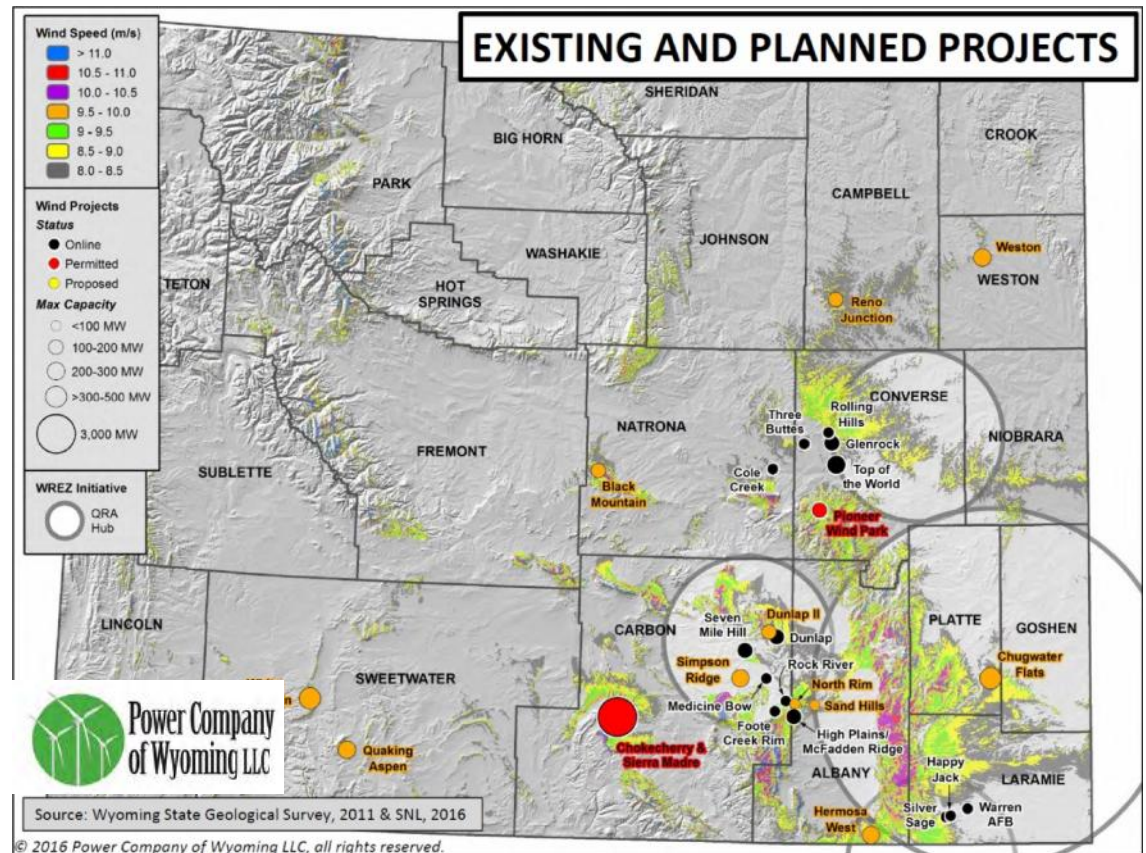 EXISTING AND PLANNED PROJECTS
Wind Speed (m/s)
> 11.0
10.5 - 11.0
10.0 - 10.5
9.5 - 10.0
9 - 9.5
8.5 - 9.0
8.0 - 8.5
Wind Projects
Status
Online
Permitted
Proposed
Max Capacity
<100 MW
100-200 MW
200-300 MW
>300-500 MW
3,000 MW
WREZ Initiative
QRA
Hub
SHERIDAN
BIG HORN
CROOK
PARK
CAMPBELL
JOHNSON
WASHAKIE
Weston
WESTON
TETON
HOT
SPRINGS
Reno
Junction
CONVERSE
Rolling
Hills
Three
Buttes
NATRONA
Glenrock
NIOBRARA
FREMONT
SUBLETTE
Cole
Creek
Top of
the World
Black
Mountain
Pioneer
Wind Park
LINCOLN
CARBON
Seven
Mile Hill
Dunlap II
Dunlap
PLATTE
GOSHEN
Simpson
Ridge
Rock River
North Rim
Chugwater
Flats
SWEETWATER
Medicine Bow
Sand Hills
Foote
Creek Rim
High Plains/
McFadden Ridge
Chokecherry &
Sierra Madre
Quaking
Aspen
ALBANY
Happy
Jack
LARAMIE
Hermosa
West
Silver
Sage
Warren
AFB
Power Company
of Wyoming LLC
Source: Wyoming State Geological Survey, 2011 & SNL, 2016
© 2016 Power Company of Wyoming LLC, all rights reserved.